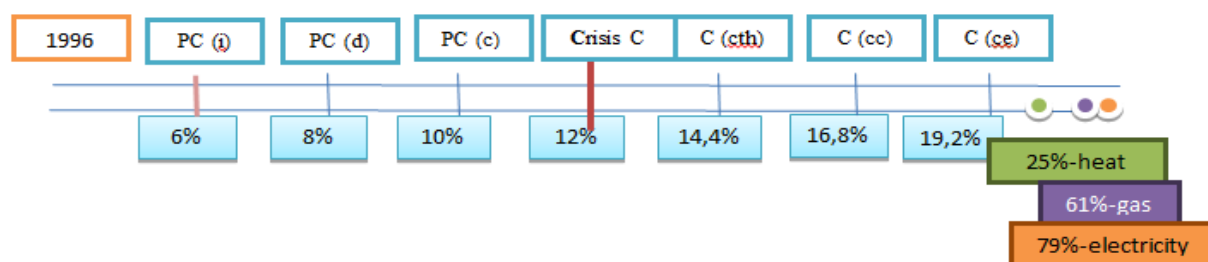 1996
PC (i)
PC (d)
PC (c)
Crisis C
C (cth)
C (cc)
C (ce)
6%
8%
10%
12%
14,4%
16,8%
19,2%
25%-heat
61%-gas
79%-electricity